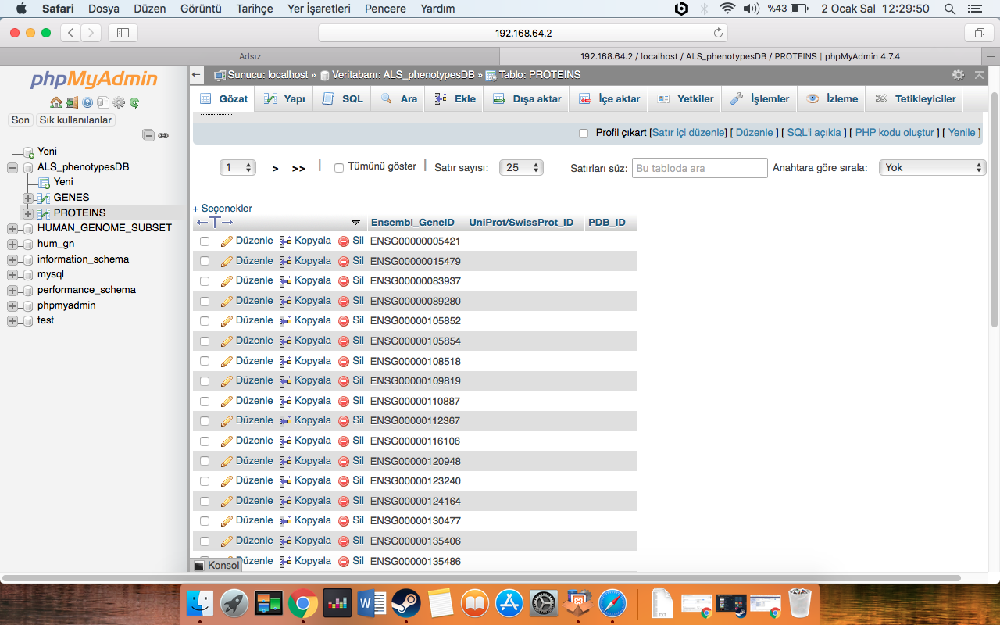 Safari Dosya Düzen Görüntü Tarihçe Yer İşaretleri Pencere Yardım %43 2 Ocak Sal 12:29:50
192.168.64.2
Adsız 192.168.64.2 / localhost / ALS_phenotypesDB / PROTEINS | phpMyAdmin 4.7.4
phpMyAdmin
Son Sık kullanılanlar
Yeni
ALS_phenotypesDB
Yeni
GENES
PROTEINS
HUMAN_GENOME_SUBSET
hum_gn
information_schema
mysql
performance_schema
phpmyadmin
test
Sunucu: localhost » Veritabanı: ALS_phenotypesDB » Tablo: PROTEINS
Gözat Yapı SQL Ara Ekle Dışa aktar İçe aktar Yetkiler İşlemler İzleme Tetikleyiciler
Profil çıkart [Satır içi düzenle] [ Düzenle ] [ SQL'i açıkla ] [ PHP kodu oluştur ] [ Yenile ]
1 > >> | Tümünü göster | Satır sayısı: 25 Satırları süz: Bu tabloda ara Anahtara göre sırala: Yok
+ Seçenekler
←T→ Ensembl_GeneID UniProt/SwissProt_ID PDB_ID
Düzenle Kopyala Sil ENSG00000005421
Düzenle Kopyala Sil ENSG00000015479
Düzenle Kopyala Sil ENSG00000083937
Düzenle Kopyala Sil ENSG00000089280
Düzenle Kopyala Sil ENSG00000105852
Düzenle Kopyala Sil ENSG00000105854
Düzenle Kopyala Sil ENSG00000108518
Düzenle Kopyala Sil ENSG00000109819
Düzenle Kopyala Sil ENSG00000110887
Düzenle Kopyala Sil ENSG00000112367
Düzenle Kopyala Sil ENSG00000116106
Düzenle Kopyala Sil ENSG00000120948
Düzenle Kopyala Sil ENSG00000123240
Düzenle Kopyala Sil ENSG00000124164
Düzenle Kopyala Sil ENSG00000130477
Düzenle Kopyala Sil ENSG00000135406
Düzenle Kopyala Sil ENSG00000135486
Konsol
TXT